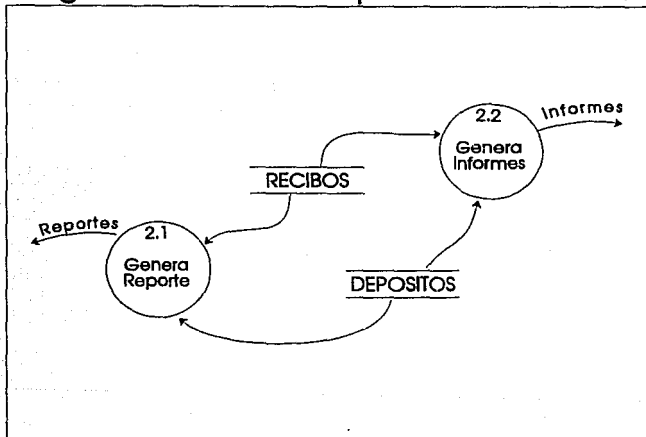 Informes
2.2
Genera
Informes
RECIBOS
Reportes
2.1
Genera
Reporte
DEPOSITOS